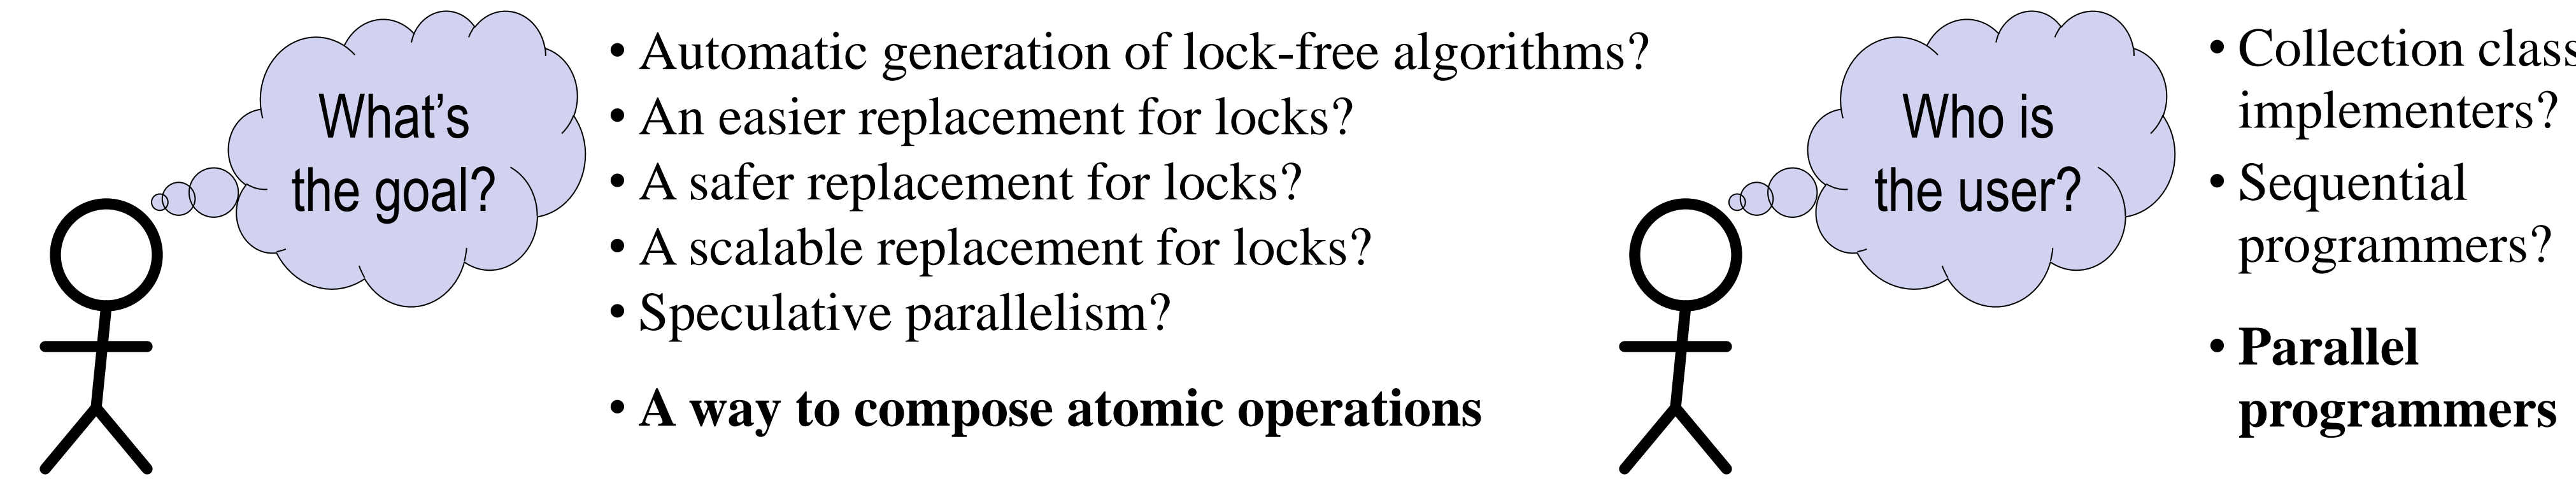 What’s
the goal?
• Automatic generation of lock-free algorithms?
• An easier replacement for locks?
• A safer replacement for locks?
• A scalable replacement for locks?
• Speculative parallelism?
• A way to compose atomic operations
Who is
the user?
• Collection
implementers?
• Sequential
programmers?
• Parallel
programmers